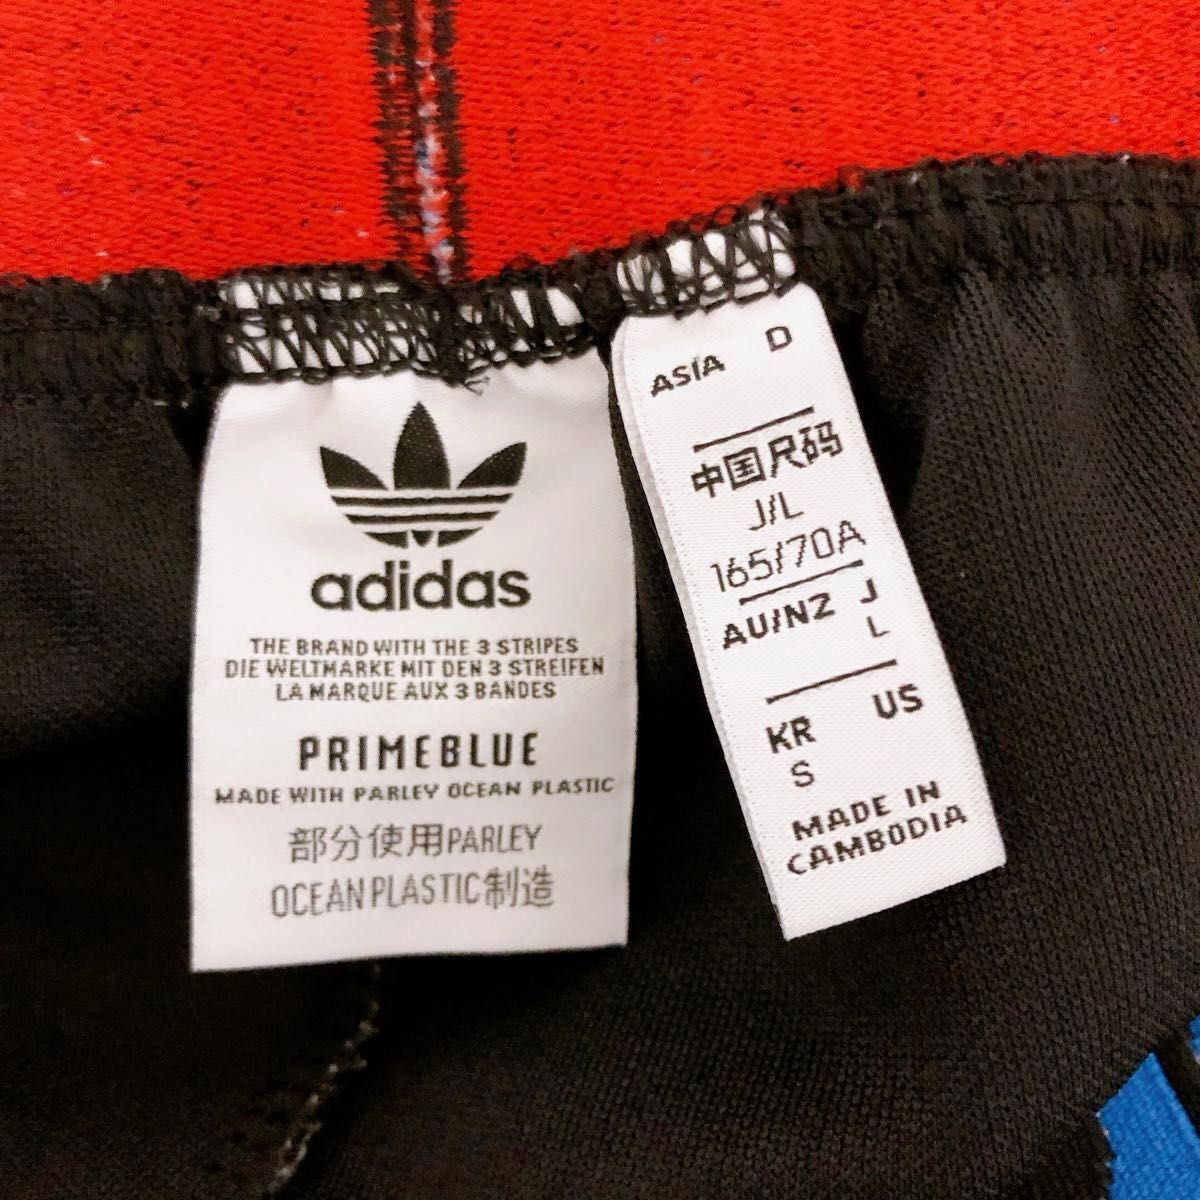 adidas
THE BRAND WITH THE 3 STRIPES
DIE WELTMARKE MIT DEN 3 STREIFEN
LA MARQUE AUX 3 BANDES
PRIMEBLUE
MADE WITH PARLEY OCEAN PLASTIC
部分使用PARLEY
OCEAN PLASTIC制造
ASIA D
中国尺码
J/L
165/70A
AU/NZ J
L
KR US
S
MADE IN
CAMBODIA